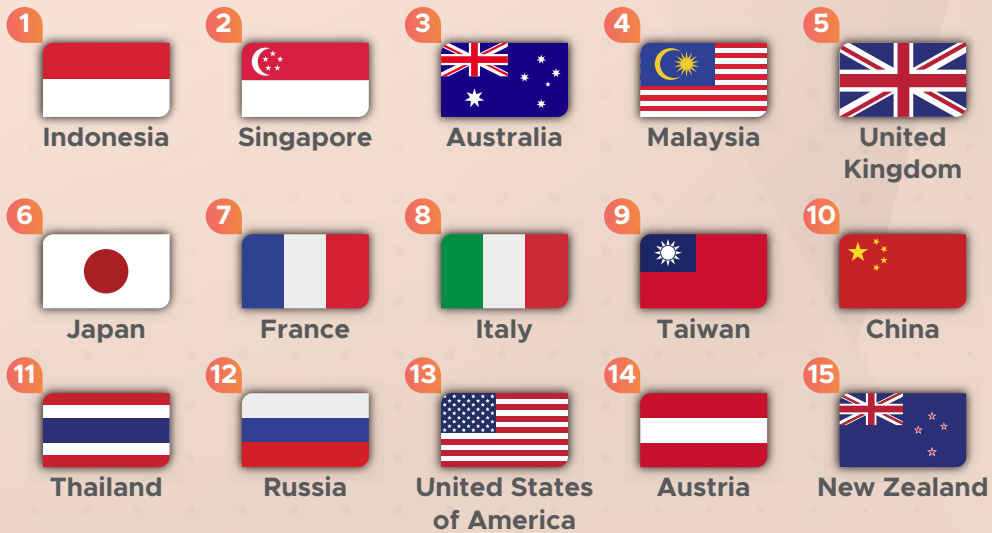 1 2 3 4 5
Indonesia Singapore Australia Malaysia United
Kingdom
6 7 8 9 10
Japan France Italy Taiwan China
11 12 13 14 15
Thailand Russia United States Austria New Zealand
of America